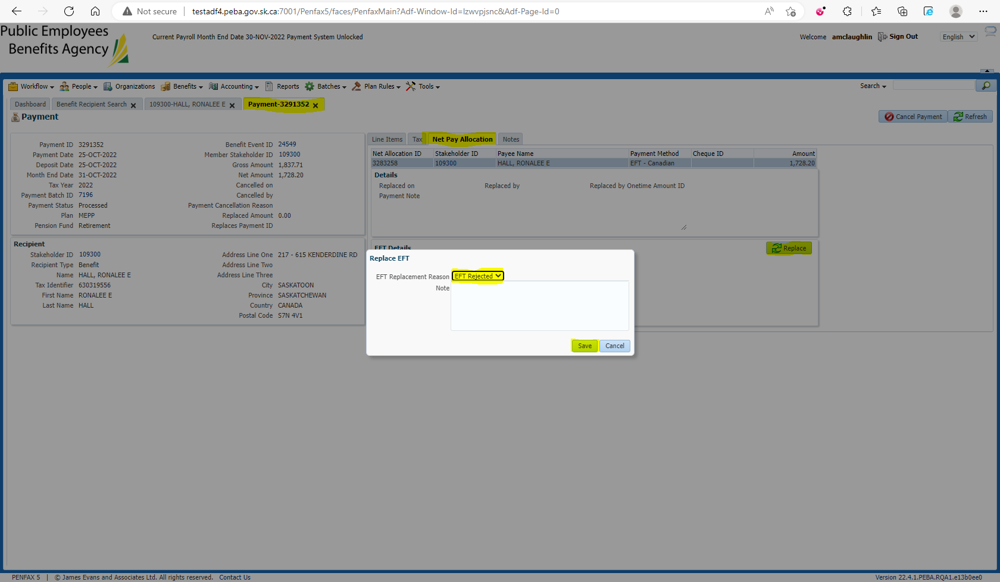 Not secure | testadf4.peba.gov.sk.ca:7001/Penfax5/faces/PenfaxMain?Adf-Window-Id=lzwvpjsnc&Adf-Page-Id=0
Public Employees
Benefits Agency
Current Payroll Month End Date 30-NOV-2022 Payment System Unlocked
Welcome amclaughlin Sign Out English
Workflow People Organizations Benefits Accounting Reports Batches Plan Rules Tools Search
Dashboard Benefit Recipient Search 109300-HALL, RONALEE E Payment-3291352
Payment
Cancel Payment Refresh
Payment ID 3291352 Benefit Event ID 24549
Payment Date 25-OCT-2022 Member Stakeholder ID 109300
Deposit Date 25-OCT-2022 Gross Amount 1,837.71
Month End Date 31-OCT-2022 Net Amount 1,728.20
Tax Year 2022 Cancelled on
Payment Batch ID 7196 Cancelled by
Payment Status Processed Payment Cancellation Reason
Plan MEPP Replaced Amount 0.00
Pension Fund Retirement Replaces Payment ID
Recipient
Stakeholder ID 109300 Address Line One 217 - 615 KENDERDINE RD
Recipient Type Benefit Address Line Two
Name HALL, RONALEE E Address Line Three
Tax Identifier 630319556 City SASKATOON
First Name RONALEE E Province SASKATCHEWAN
Last Name HALL Country CANADA
Postal Code S7N 4V1
Line Items Tax Net Pay Allocation Notes
Net Allocation ID Stakeholder ID Payee Name Payment Method Cheque ID Amount
3283258 109300 HALL, RONALEE E EFT - Canadian 1,728.20
Details
Replaced on Replaced by Replaced by Onetime Amount ID
Payment Note
EFT Details
Replace
Replace EFT
EFT Replacement Reason EFT Rejected
Note
Save Cancel
PENFAX 5 | © James Evans and Associates Ltd. All rights reserved. Contact Us
Version 22.4.1.PEBA.RQA1.e13b0ee0